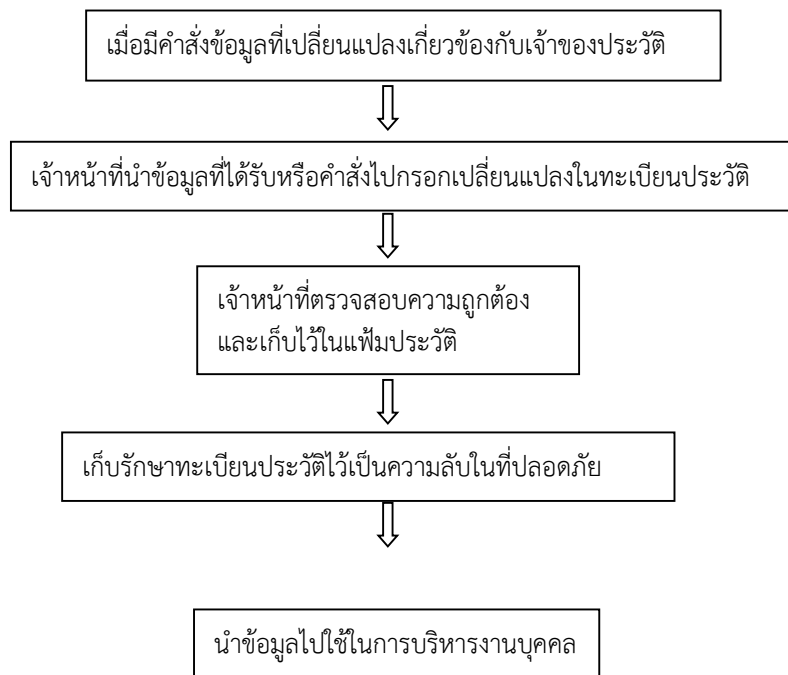 เมื่อมีคำสั่งข้อมูลที่เปลี่ยนแปลงเกี่ยวข้องกับเจ้าของประวัติ
เจ้าหน้าที่นำข้อมูลที่ได้รับหรือคำสั่งไปกรอกเปลี่ยนแปลงในทะเบียนประวัติ
เจ้าหน้าที่ตรวจสอบความถูกต้อง
และเก็บไว้ในแฟ้มประวัติ
เก็บรักษาทะเบียนประวัติไว้เป็นความลับในที่ปลอดภัย
นำข้อมูลไปใช้ในการบริหารงานบุคคล